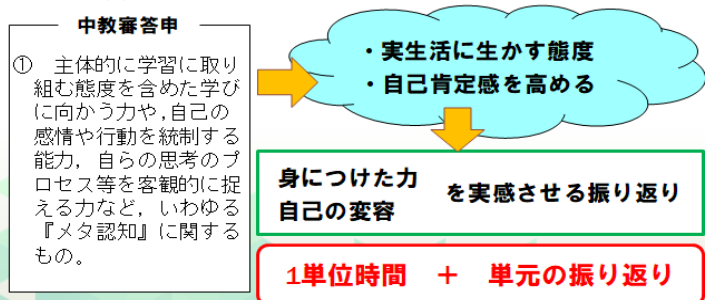 中教審答申
① 主体的に学習に取り
組む態度を含めた学び
に向かう力や,自己の
感情や行動を統制する
能力，自らの思考のプ
ロセス等を客観的に捉
える力など，いわゆる
『メタ認知』に関する
もの。
・実生活に生かす態度
・自己肯定感を高める
身につけた力
自己の変容
を実感させる振り返り
1単位時間 ＋ 単元の振り返り